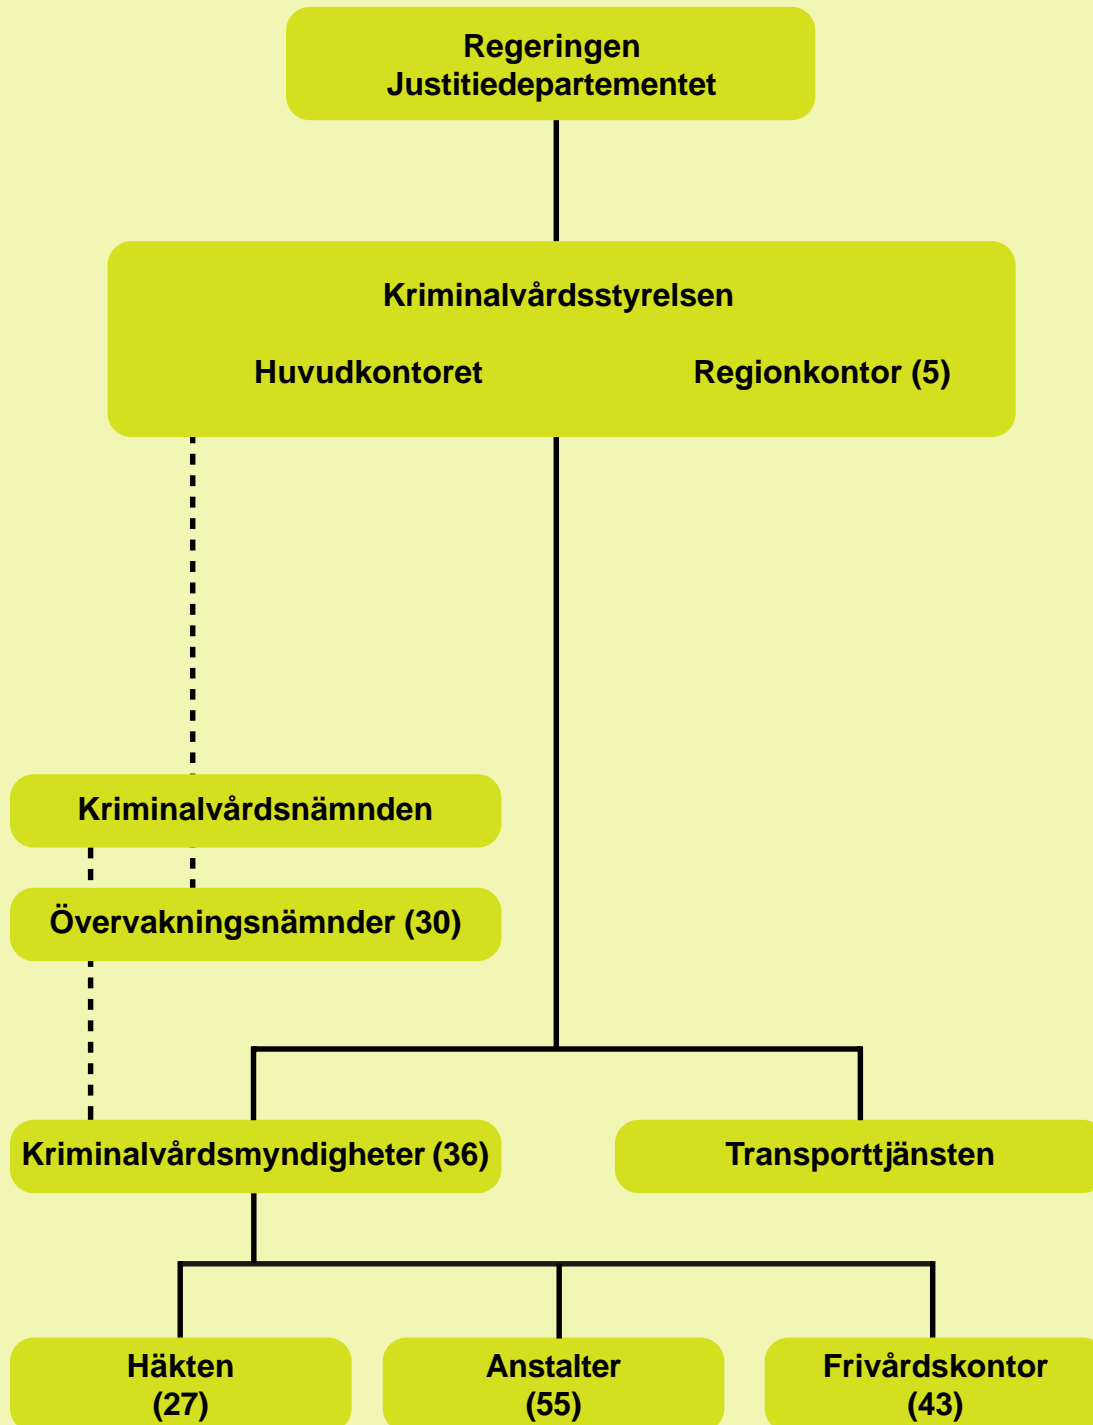 Regeringen
Justitiedepartementet
Kriminalvårdsstyrelsen
Huvudkontoret
Regionkontor (5)
Kriminalvårdsnämnden
Övervakningsnämnder (30)
Kriminalvårdsmyndigheter (36)
Transporttjänsten
Häkten
(27)
Anstalter
(55)
Frivårdskontor
(43)